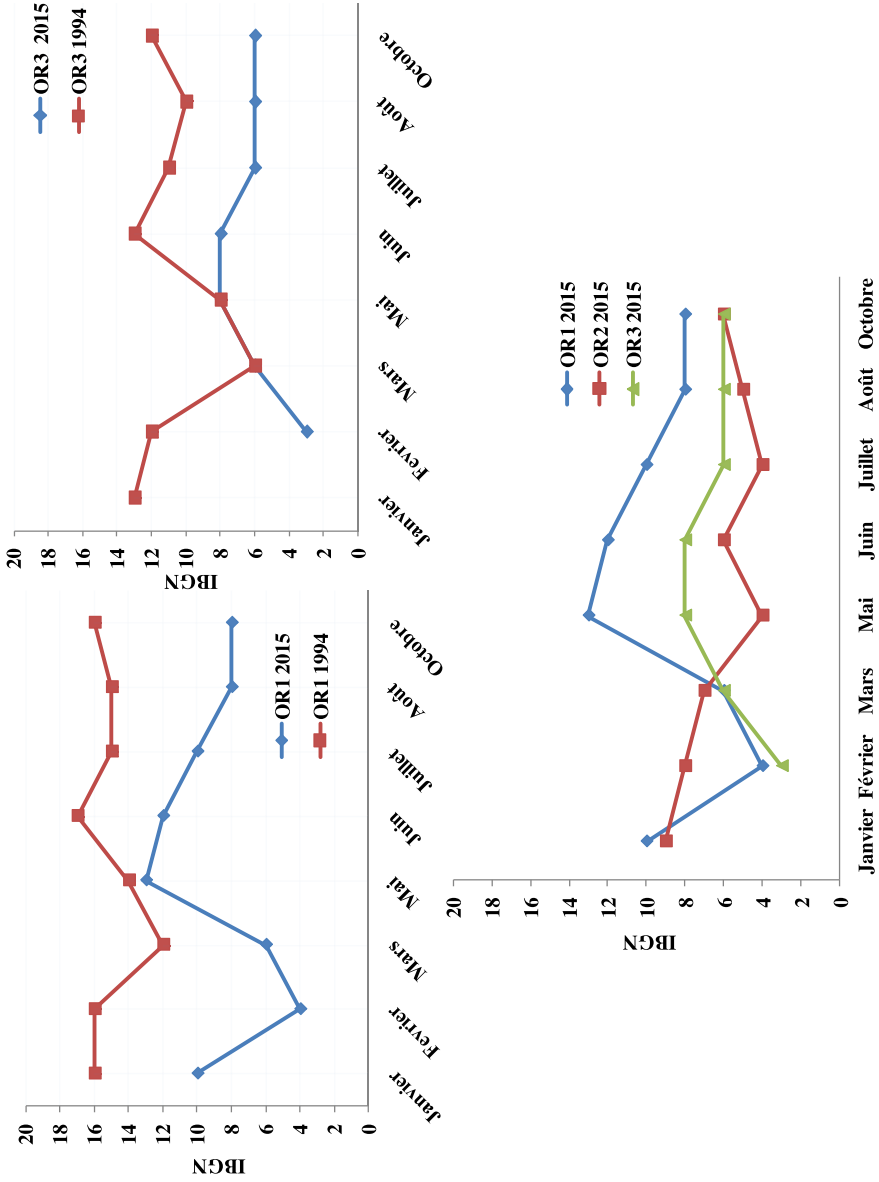 20
18
16
14
12
10
8
6
4
2
0
IBGN
Janvier
Fevrier
Mars
Mai
Juin
Juillet
Août
Octobre
OR1 2015
OR1 1994
20
18
16
14
12
10
8
6
4
2
0
IBGN
Janvier
Fevrier
Mars
Mai
Juin
Juillet
Août
Octobre
OR3 2015
OR3 1994
20
18
16
14
12
10
8
6
4
2
0
IBGN
Janvier Février Mars Mai Juin Juillet Août Octobre
OR1 2015
OR2 2015
OR3 2015